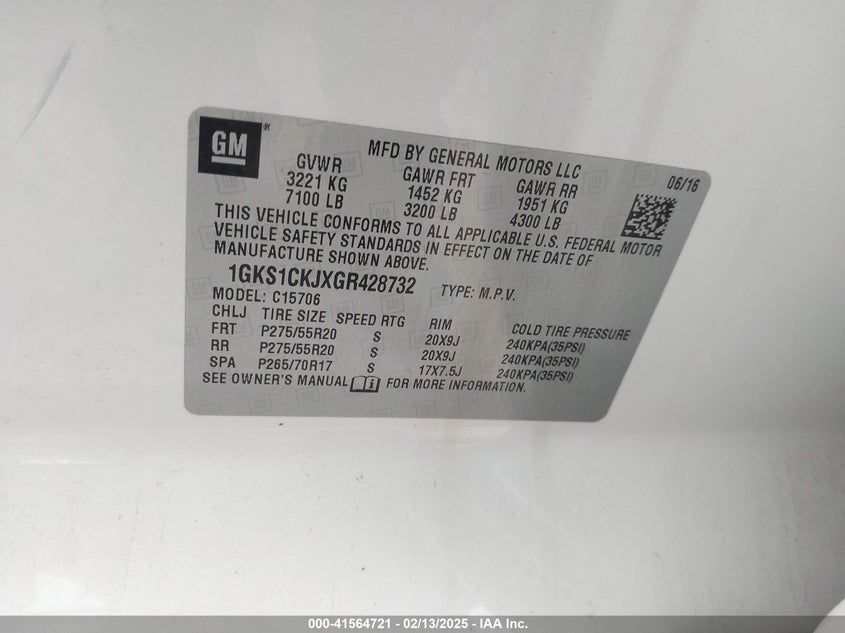 GM ®
MFD BY GENERAL MOTORS LLC 06/16
GVWR GAWR FRT GAWR RR
3221 KG 1452 KG 1951 KG
7100 LB 3200 LB 4300 LB
THIS VEHICLE CONFORMS TO ALL APPLICABLE U.S. FEDERAL MOTOR
VEHICLE SAFETY STANDARDS IN EFFECT ON THE DATE OF
MANUFACTURE SHOWN ABOVE.
1GKS1CKJXGR428732 TYPE: M.P.V.
MODEL: C15706
CHLJ TIRE SIZE SPEED RTG RIM COLD TIRE PRESSURE
FRT P275/55R20 S 20X9J 240KPA(35PSI)
RR P275/55R20 S 20X9J 240KPA(35PSI)
SPA P265/70R17 S 17X7.5J 240KPA(35PSI)
SEE OWNER'S MANUAL FOR MORE INFORMATION.
000-41564721 - 02/13/2025 - IAA Inc.